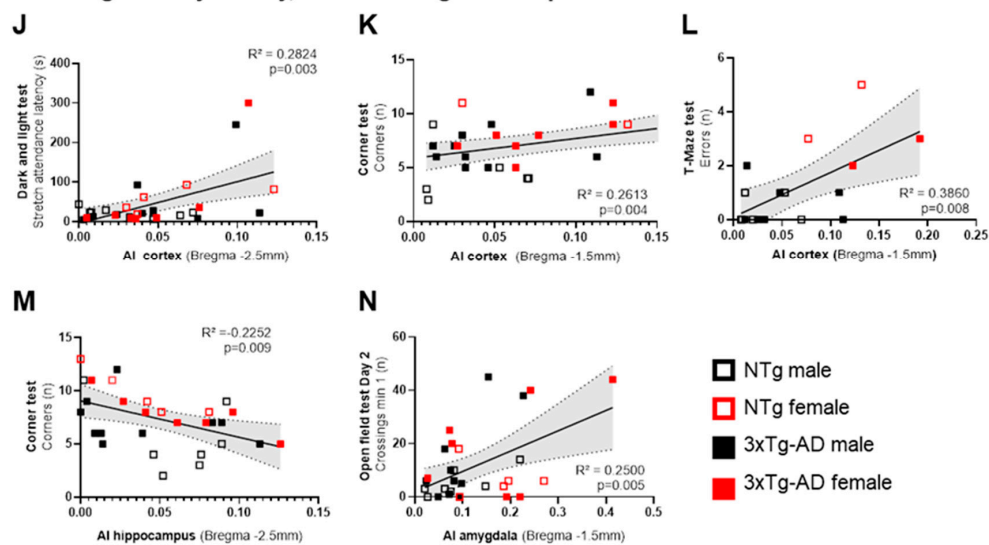 J
Dark and light test
Stretch attendance latency (s)
400
300
200
100
0
0.00 0.05 0.10 0.15
R² = 0.2824
p=0.003
AI cortex (Bregma -2.5mm)
K
Corner test
Corners (n)
15
10
5
0
0.00 0.05 0.10 0.15
R² = 0.2613
p=0.004
AI cortex (Bregma -1.5mm)
L
T-Maze test
Errors (n)
6
4
2
0
0.00 0.05 0.10 0.15 0.20 0.25
R² = 0.3860
p=0.008
AI cortex (Bregma -1.5mm)
M
Corner test
Corners (n)
15
10
5
0
0.00 0.05 0.10 0.15
R² =-0.2252
p=0.009
AI hippocampus (Bregma -2.5mm)
N
Open field test Day 2
Crossings min 1 (n)
60
40
20
0
0.0 0.1 0.2 0.3 0.4 0.5
R² = 0.2500
p=0.005
AI amygdala (Bregma -1.5mm)
NTg male
NTg female
3xTg-AD male
3xTg-AD female